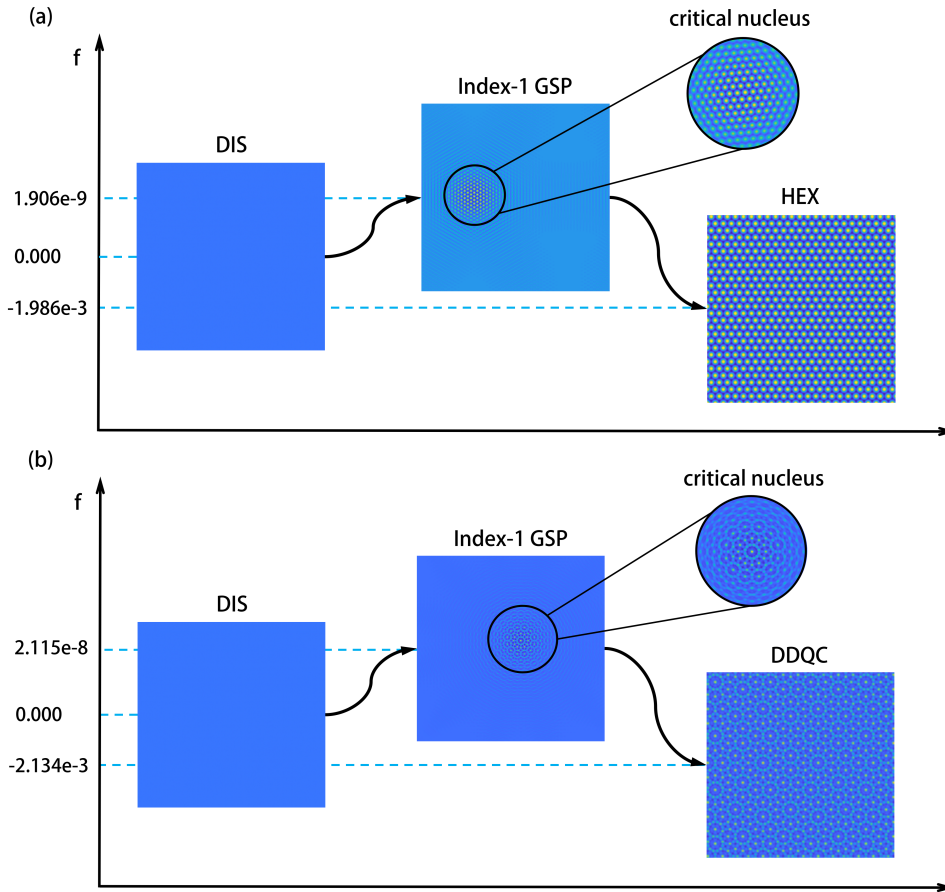 (a)
f
critical nucleus
Index-1 GSP
DIS
HEX
1.906e-9
0.000
-1.986e-3
(b)
f
critical nucleus
Index-1 GSP
DIS
DDQC
2.115e-8
0.000
-2.134e-3